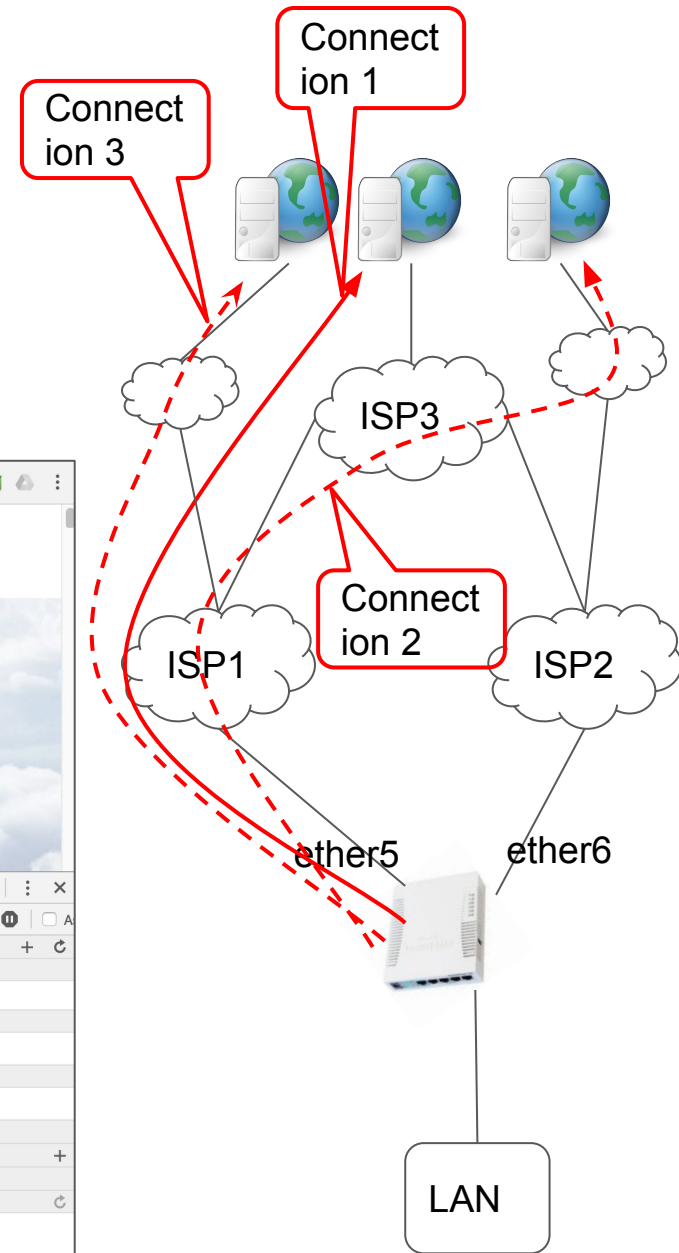 Connect
ion 1
Connect
ion 3
ISP3
Connect
ion 2
ISP1
ISP2
ether5
ether6
A
LAN